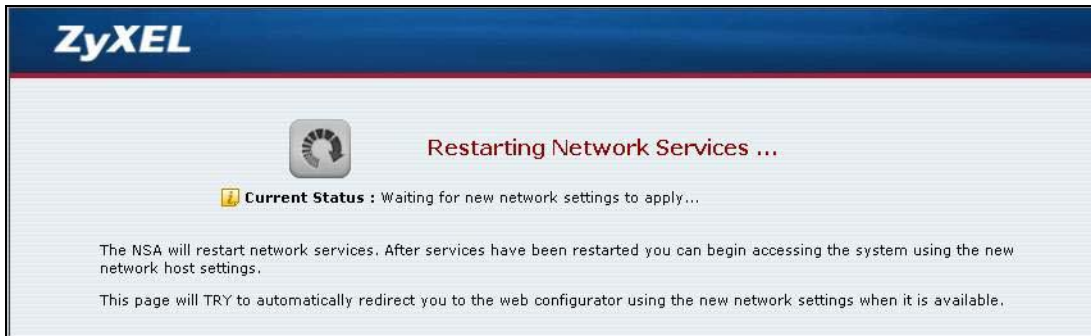 ZyXEL
Restarting Network Services ...
i Current Status : Waiting for new network settings to apply...
The NSA will restart network services. After services have been restarted you can begin accessing the system using the new
network host settings.
This page will TRY to automatically redirect you to the web configurator using the new network settings when it is available.